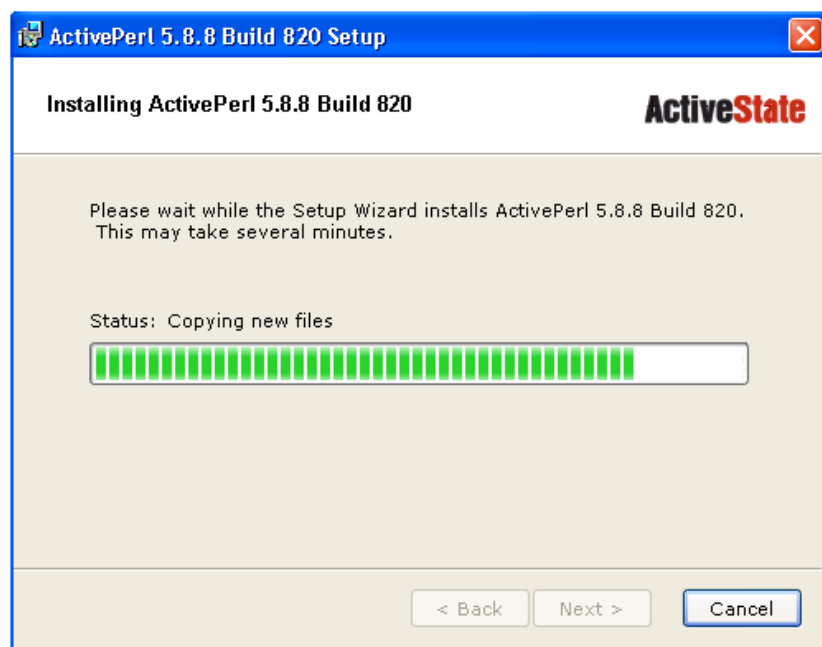 ActivePerl 5.8.8 Build 820 Setup
Installing ActivePerl 5.8.8 Build 820
ActiveState
Please wait while the Setup Wizard installs ActivePerl 5.8.8 Build 820.
This may take several minutes.
Status: Copying new files
< Back
Next >
Cancel